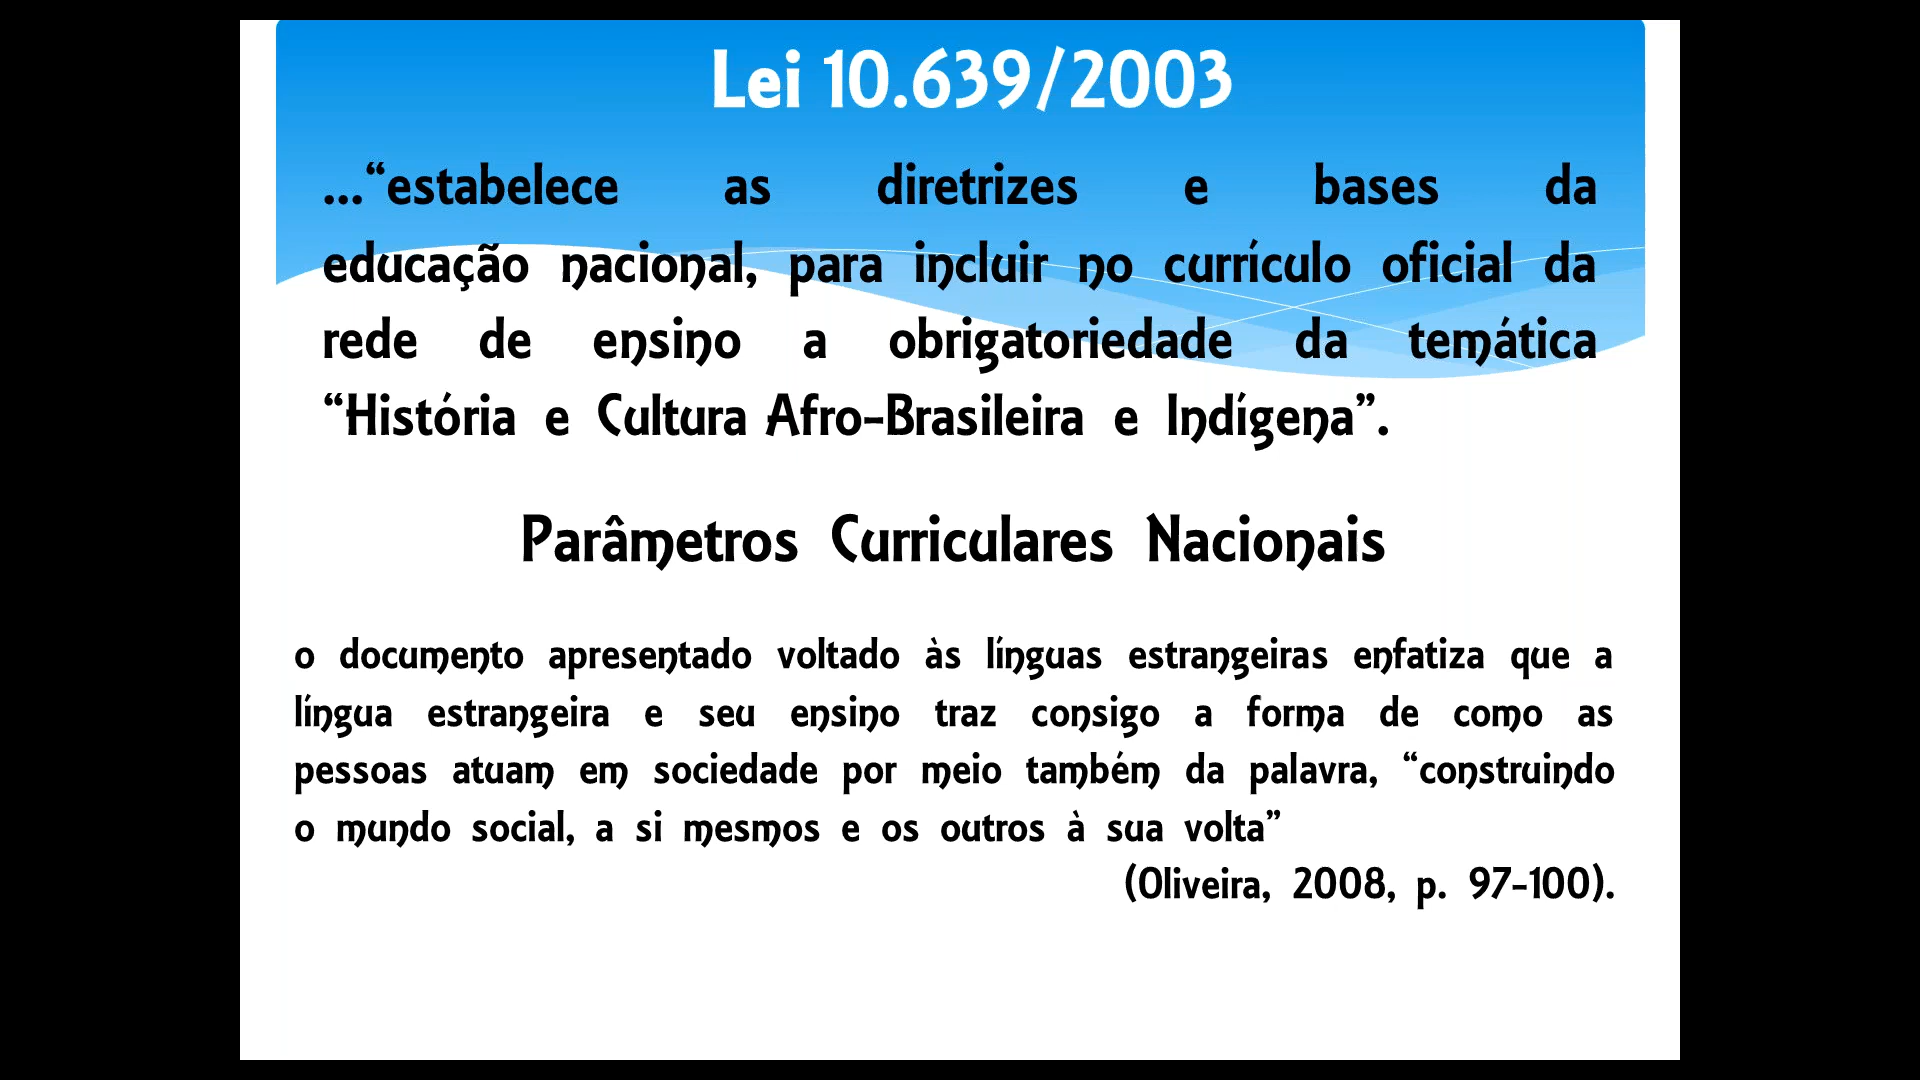 Lei 10.639/2003
...“estabelece as diretrizes e bases da
educação nacional, para incluir no currículo oficial da
rede de ensino a obrigatoriedade da temática
“História e Cultura Afro-Brasileira e Indígena”.
Parâmetros Curriculares Nacionais
o documento apresentado voltado às línguas estrangeiras enfatiza que a
língua estrangeira e seu ensino traz consigo a forma de como as
pessoas atuam em sociedade por meio também da palavra, “construindo
o mundo social, a si mesmos e os outros à sua volta”
(Oliveira, 2008, p. 97-100).